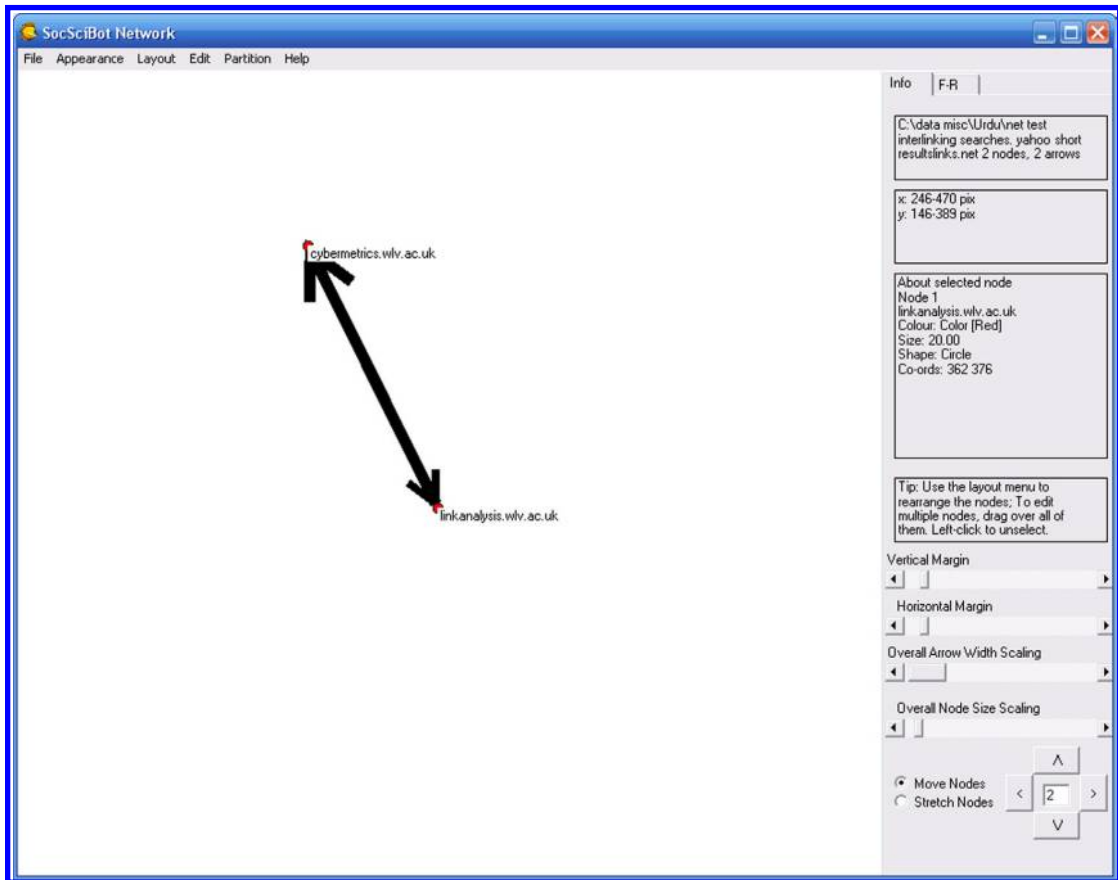 SocSciBot Network
File Appearance Layout Edit Partition Help
cybermetrics.wlv.ac.uk
linkanalysis.wlv.ac.uk
Info F-R
C:\data misc\Urdu\net test
interlinking searches. yahoo short
resultslinks.net 2 nodes, 2 arrows
x: 246-470 pix
y: 146-389 pix
About selected node
Node 1
linkanalysis.wlv.ac.uk
Colour: Color [Red]
Size: 20.00
Shape: Circle
Co-ords: 362 376
Tip: Use the layout menu to
rearrange the nodes; To edit
multiple nodes, drag over all of
them. Left-click to unselect.
Vertical Margin
Horizontal Margin
Overall Arrow Width Scaling
Overall Node Size Scaling
Move Nodes
Stretch Nodes
Λ
< 2 >
V